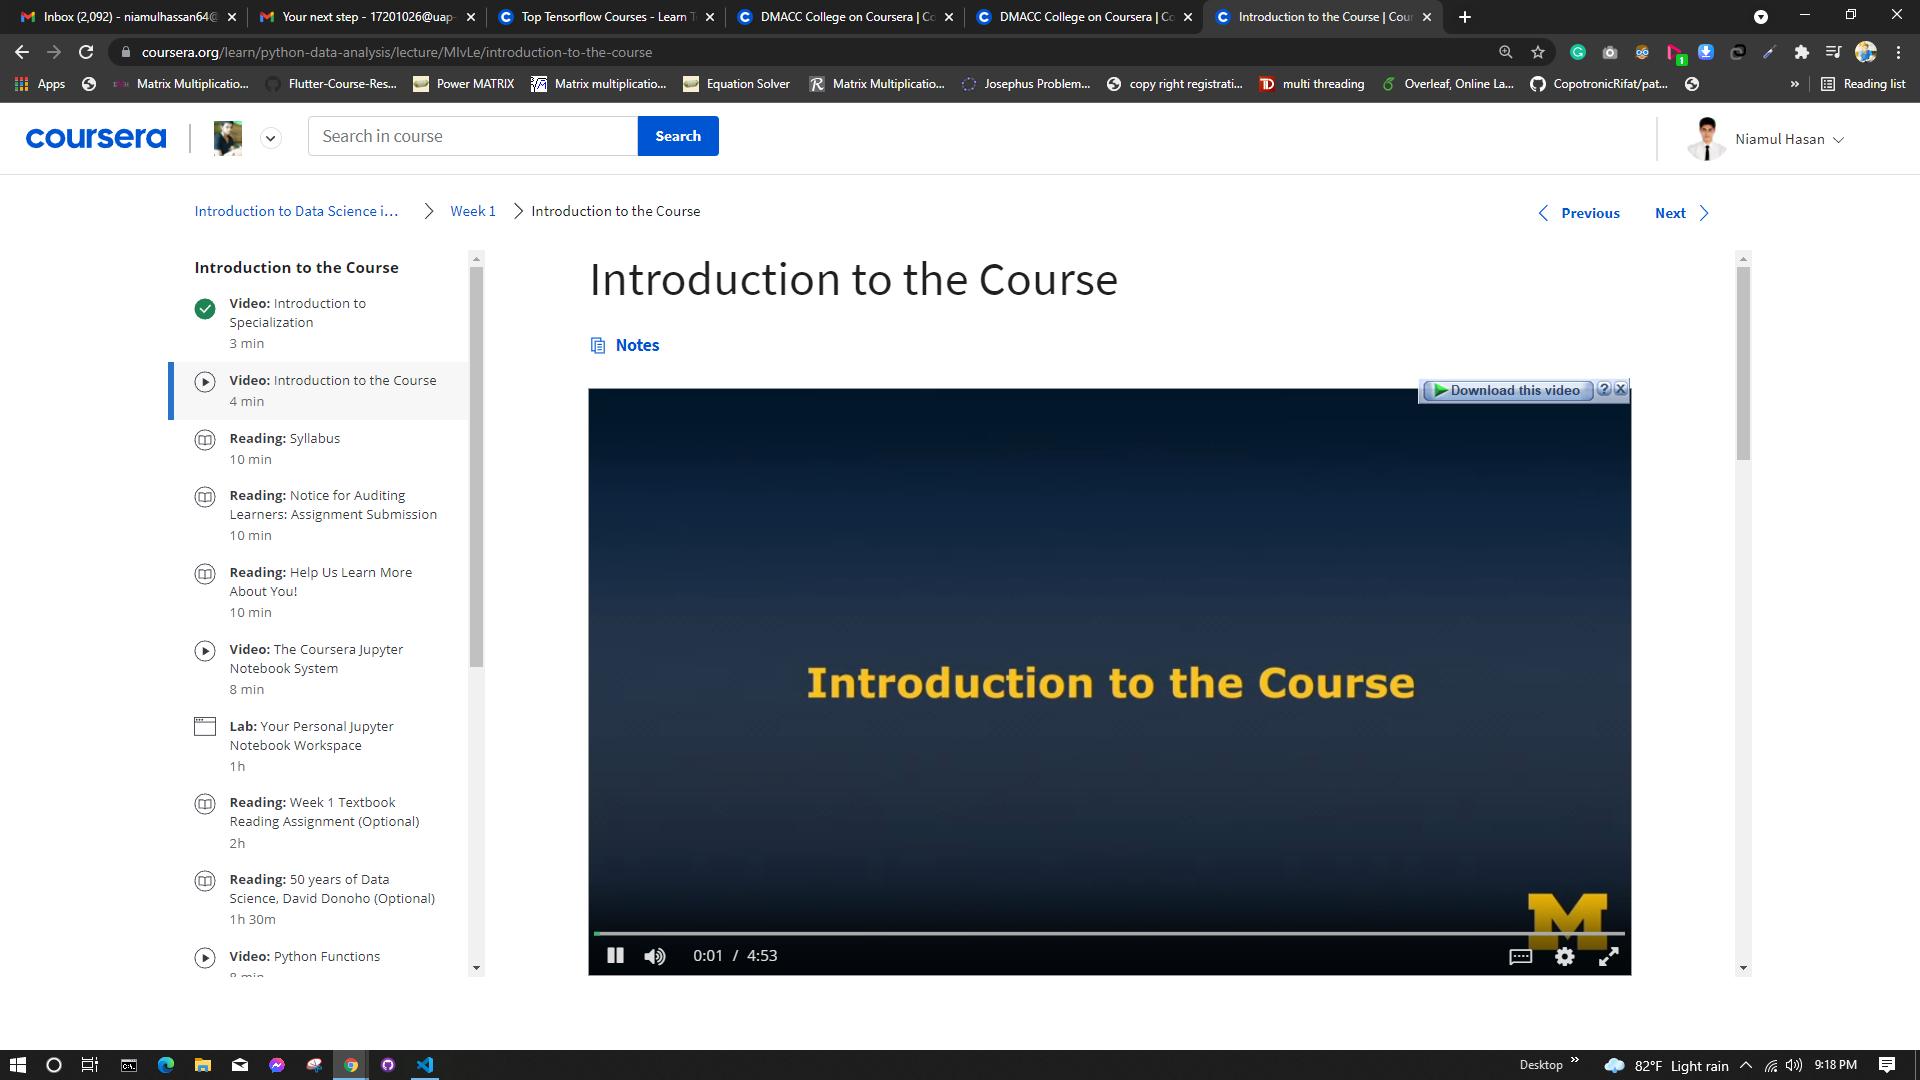 Inbox (2,092) - niamulhassan64@
Your next step - 17201026@uap-
Top Tensorflow Courses - Learn T
DMACC College on Coursera | Co
DMACC College on Coursera | Co
Introduction to the Course | Cour
coursera.org/learn/python-data-analysis/lecture/MIvLe/introduction-to-the-course
1
Apps
Matrix Multiplicatio...
Flutter-Course-Res...
Power MATRIX
Matrix multiplicatio...
Equation Solver
R
Matrix Multiplicatio...
Josephus Problem...
copy right registrati...
TD
multi threading
Overleaf, Online La...
CopotronicRifat/pat...
»
Reading list
coursera
Search in course
Search
Niamul Hasan
Introduction to Data Science i...
Week 1
Introduction to the Course
Previous
Next
Introduction to the Course
Video: Introduction to
Specialization
3 min
Video: Introduction to the Course
4 min
Reading: Syllabus
10 min
Reading: Notice for Auditing
Learners: Assignment Submission
10 min
Reading: Help Us Learn More
About You!
10 min
Video: The Coursera Jupyter
Notebook System
8 min
Lab: Your Personal Jupyter
Notebook Workspace
1h
Reading: Week 1 Textbook
Reading Assignment (Optional)
2h
Reading: 50 years of Data
Science, David Donoho (Optional)
1h 30m
Video: Python Functions
8 min
Introduction to the Course
Notes
Download this video
?
Introduction to the Course
M
0:01 / 4:53
Desktop
»
82°F Light rain
9:18 PM